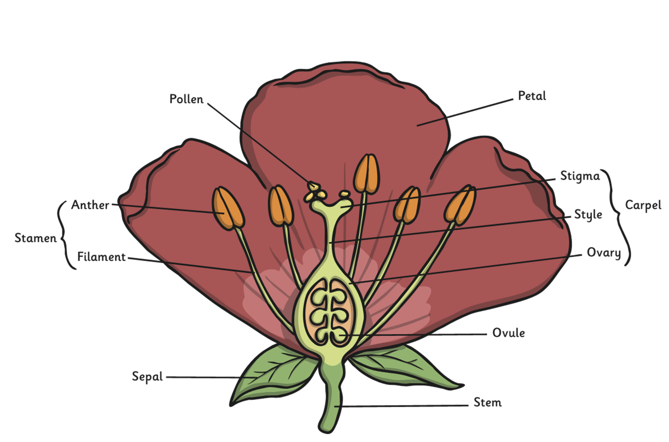 Pollen
Petal
Stigma
Anther
Carpel
Style
Stamen
Filament
Ovary
Ovule
Sepal
Stem